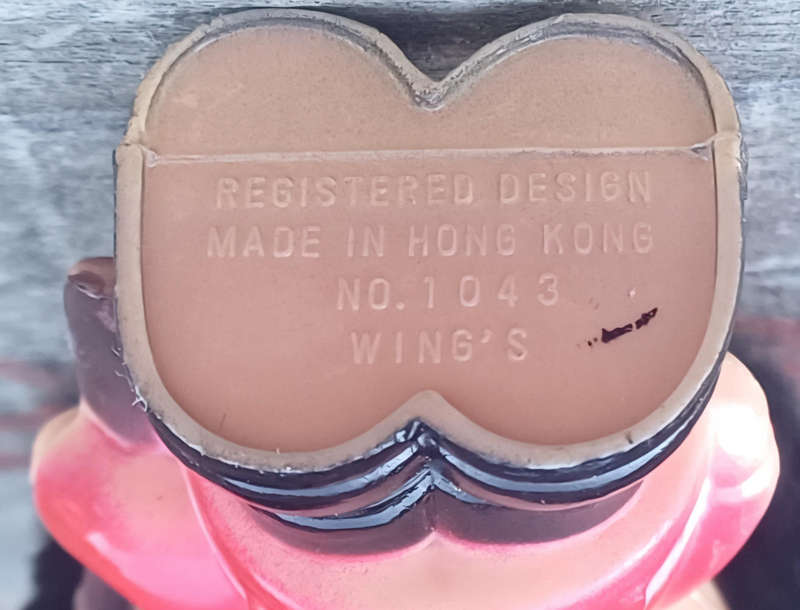 REGISTERED DESIGN
MADE IN HONG KONG
NO. 1043
WING'S